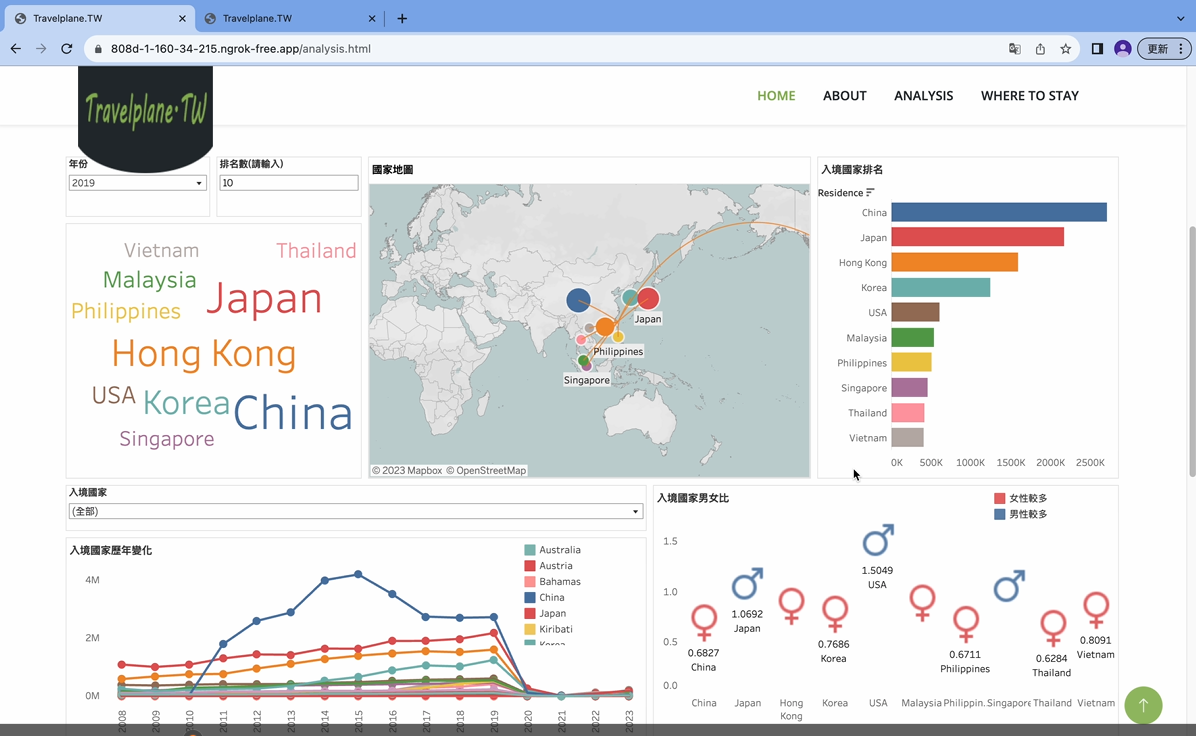 Travelplane.TW
Travelplane.TW
808d-1-160-34-215.ngrok-free.app/analysis.html
更新
Travelplane·TW
HOME
ABOUT
ANALYSIS
WHERE TO STAY
年份
2019
排名數(請輸入)
10
Vietnam
Thailand
Malaysia
Japan
Philippines
Hong Kong
USA
Korea
China
Singapore
國家地圖
Japan
Philippines
Singapore
© 2023 Mapbox © OpenStreetMap
入境國家排名
Residence
China
Japan
Hong Kong
Korea
USA
Malaysia
Philippines
Singapore
Thailand
Vietnam
0K 500K 1000K 1500K 2000K 2500K
入境國家
(全部)
入境國家歷年變化
4M
2M
0M
2008 2009 2010 2011 2012 2013 2014 2015 2016 2017 2018 2019 2020 2021 2022 2023
Australia
Austria
Bahamas
China
Japan
Kiribati
Korea
入境國家男女比
女性較多
男性較多
1.5
1.0
0.5
0.0
0.6827
China
1.0692
Japan
0.7686
Korea
1.5049
USA
0.6711
Philippines
0.6284
Thailand
0.8091
Vietnam
China
Japan
Hong
Kong
Korea
USA
Malaysia
Philippin..
Singapore
Thailand
Vietnam